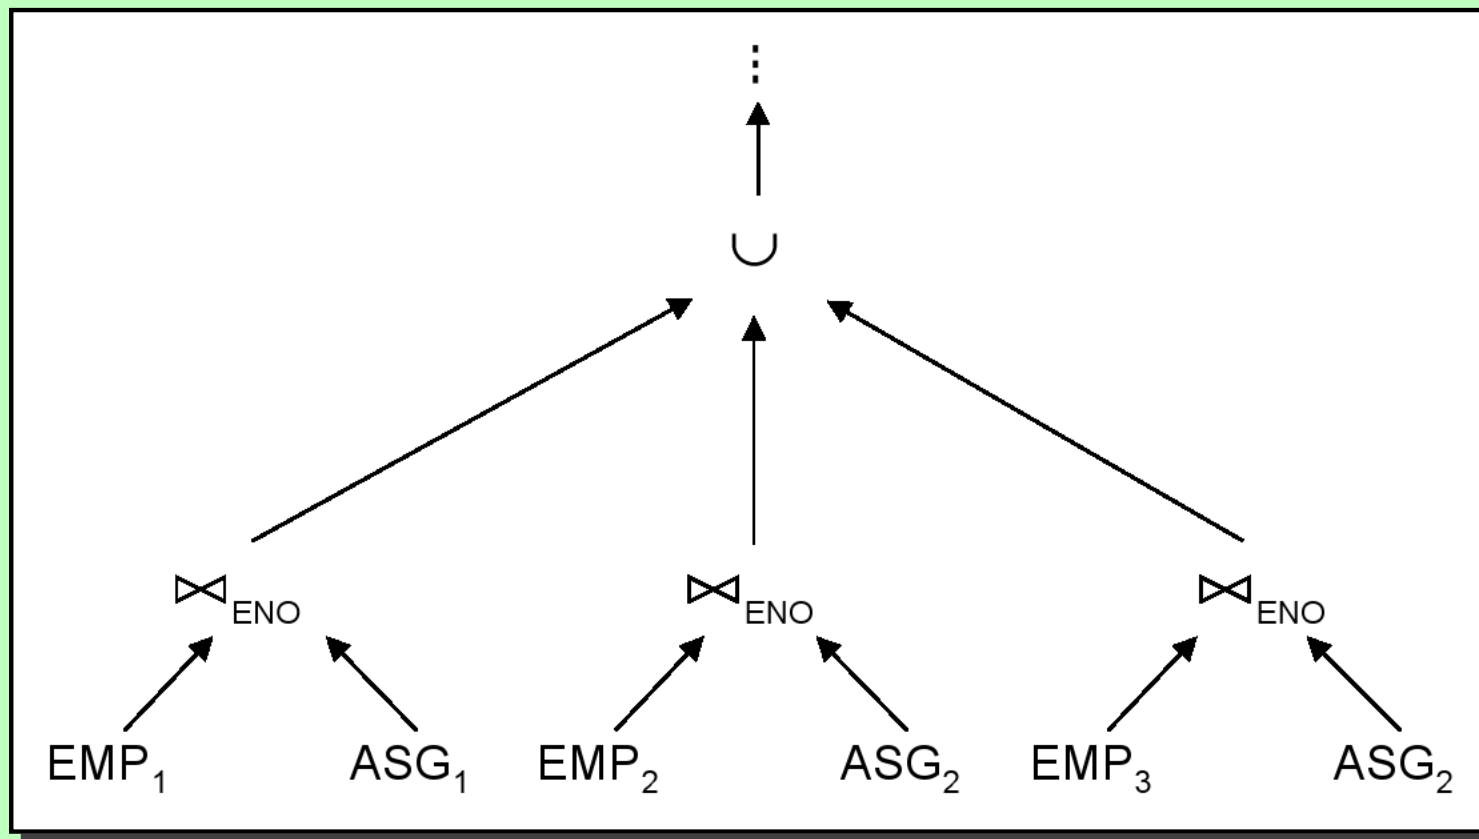 ⋮
∪
⋈ENO ⋈ENO ⋈ENO
EMP₁ ASG₁ EMP₂ ASG₂ EMP₃ ASG₂